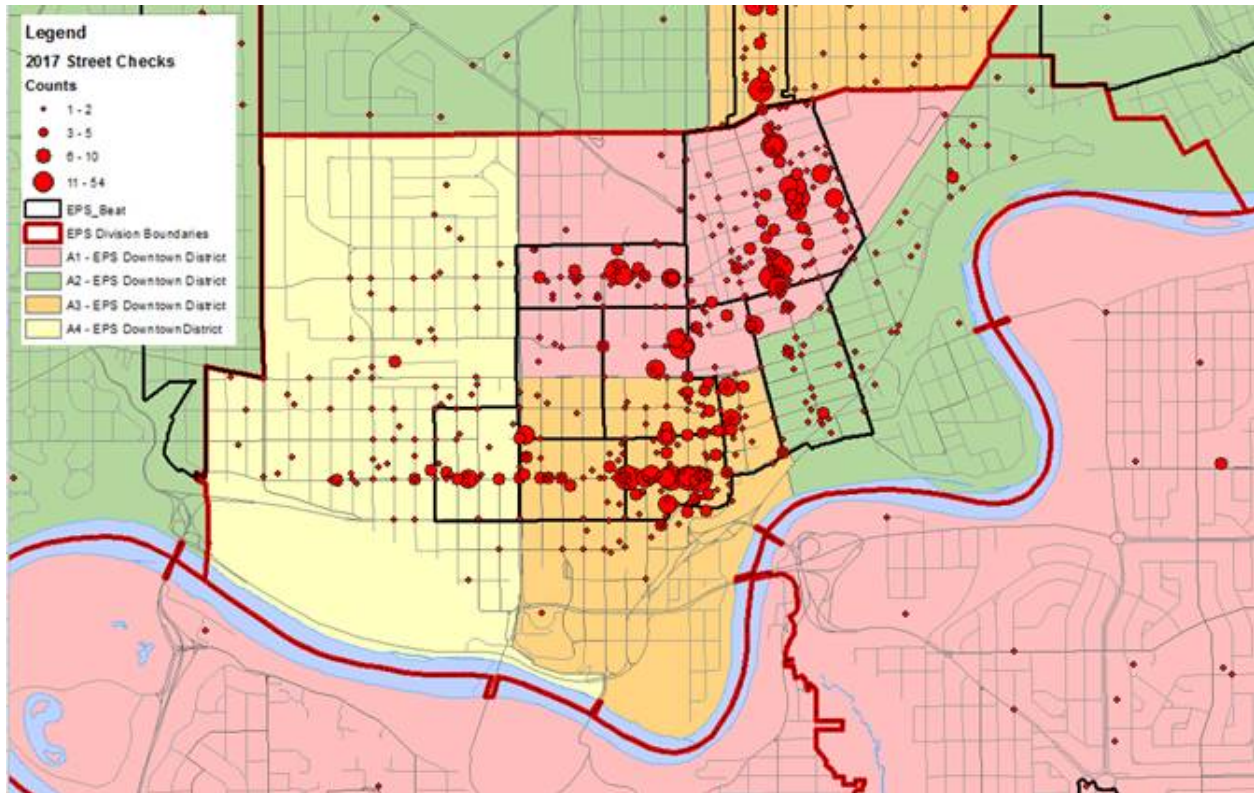 Legend
2017 Street Checks
Counts
1 - 2
3 - 5
6 - 10
11 - 54
EPS_Beat
EPS Division Boundaries
A1 - EPS Downtown District
A2 - EPS Downtown District
A3 - EPS Downtown District
A4 - EPS Downtown District